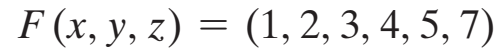 F (x, y, z) = (1, 2, 3, 4, 5, 7)